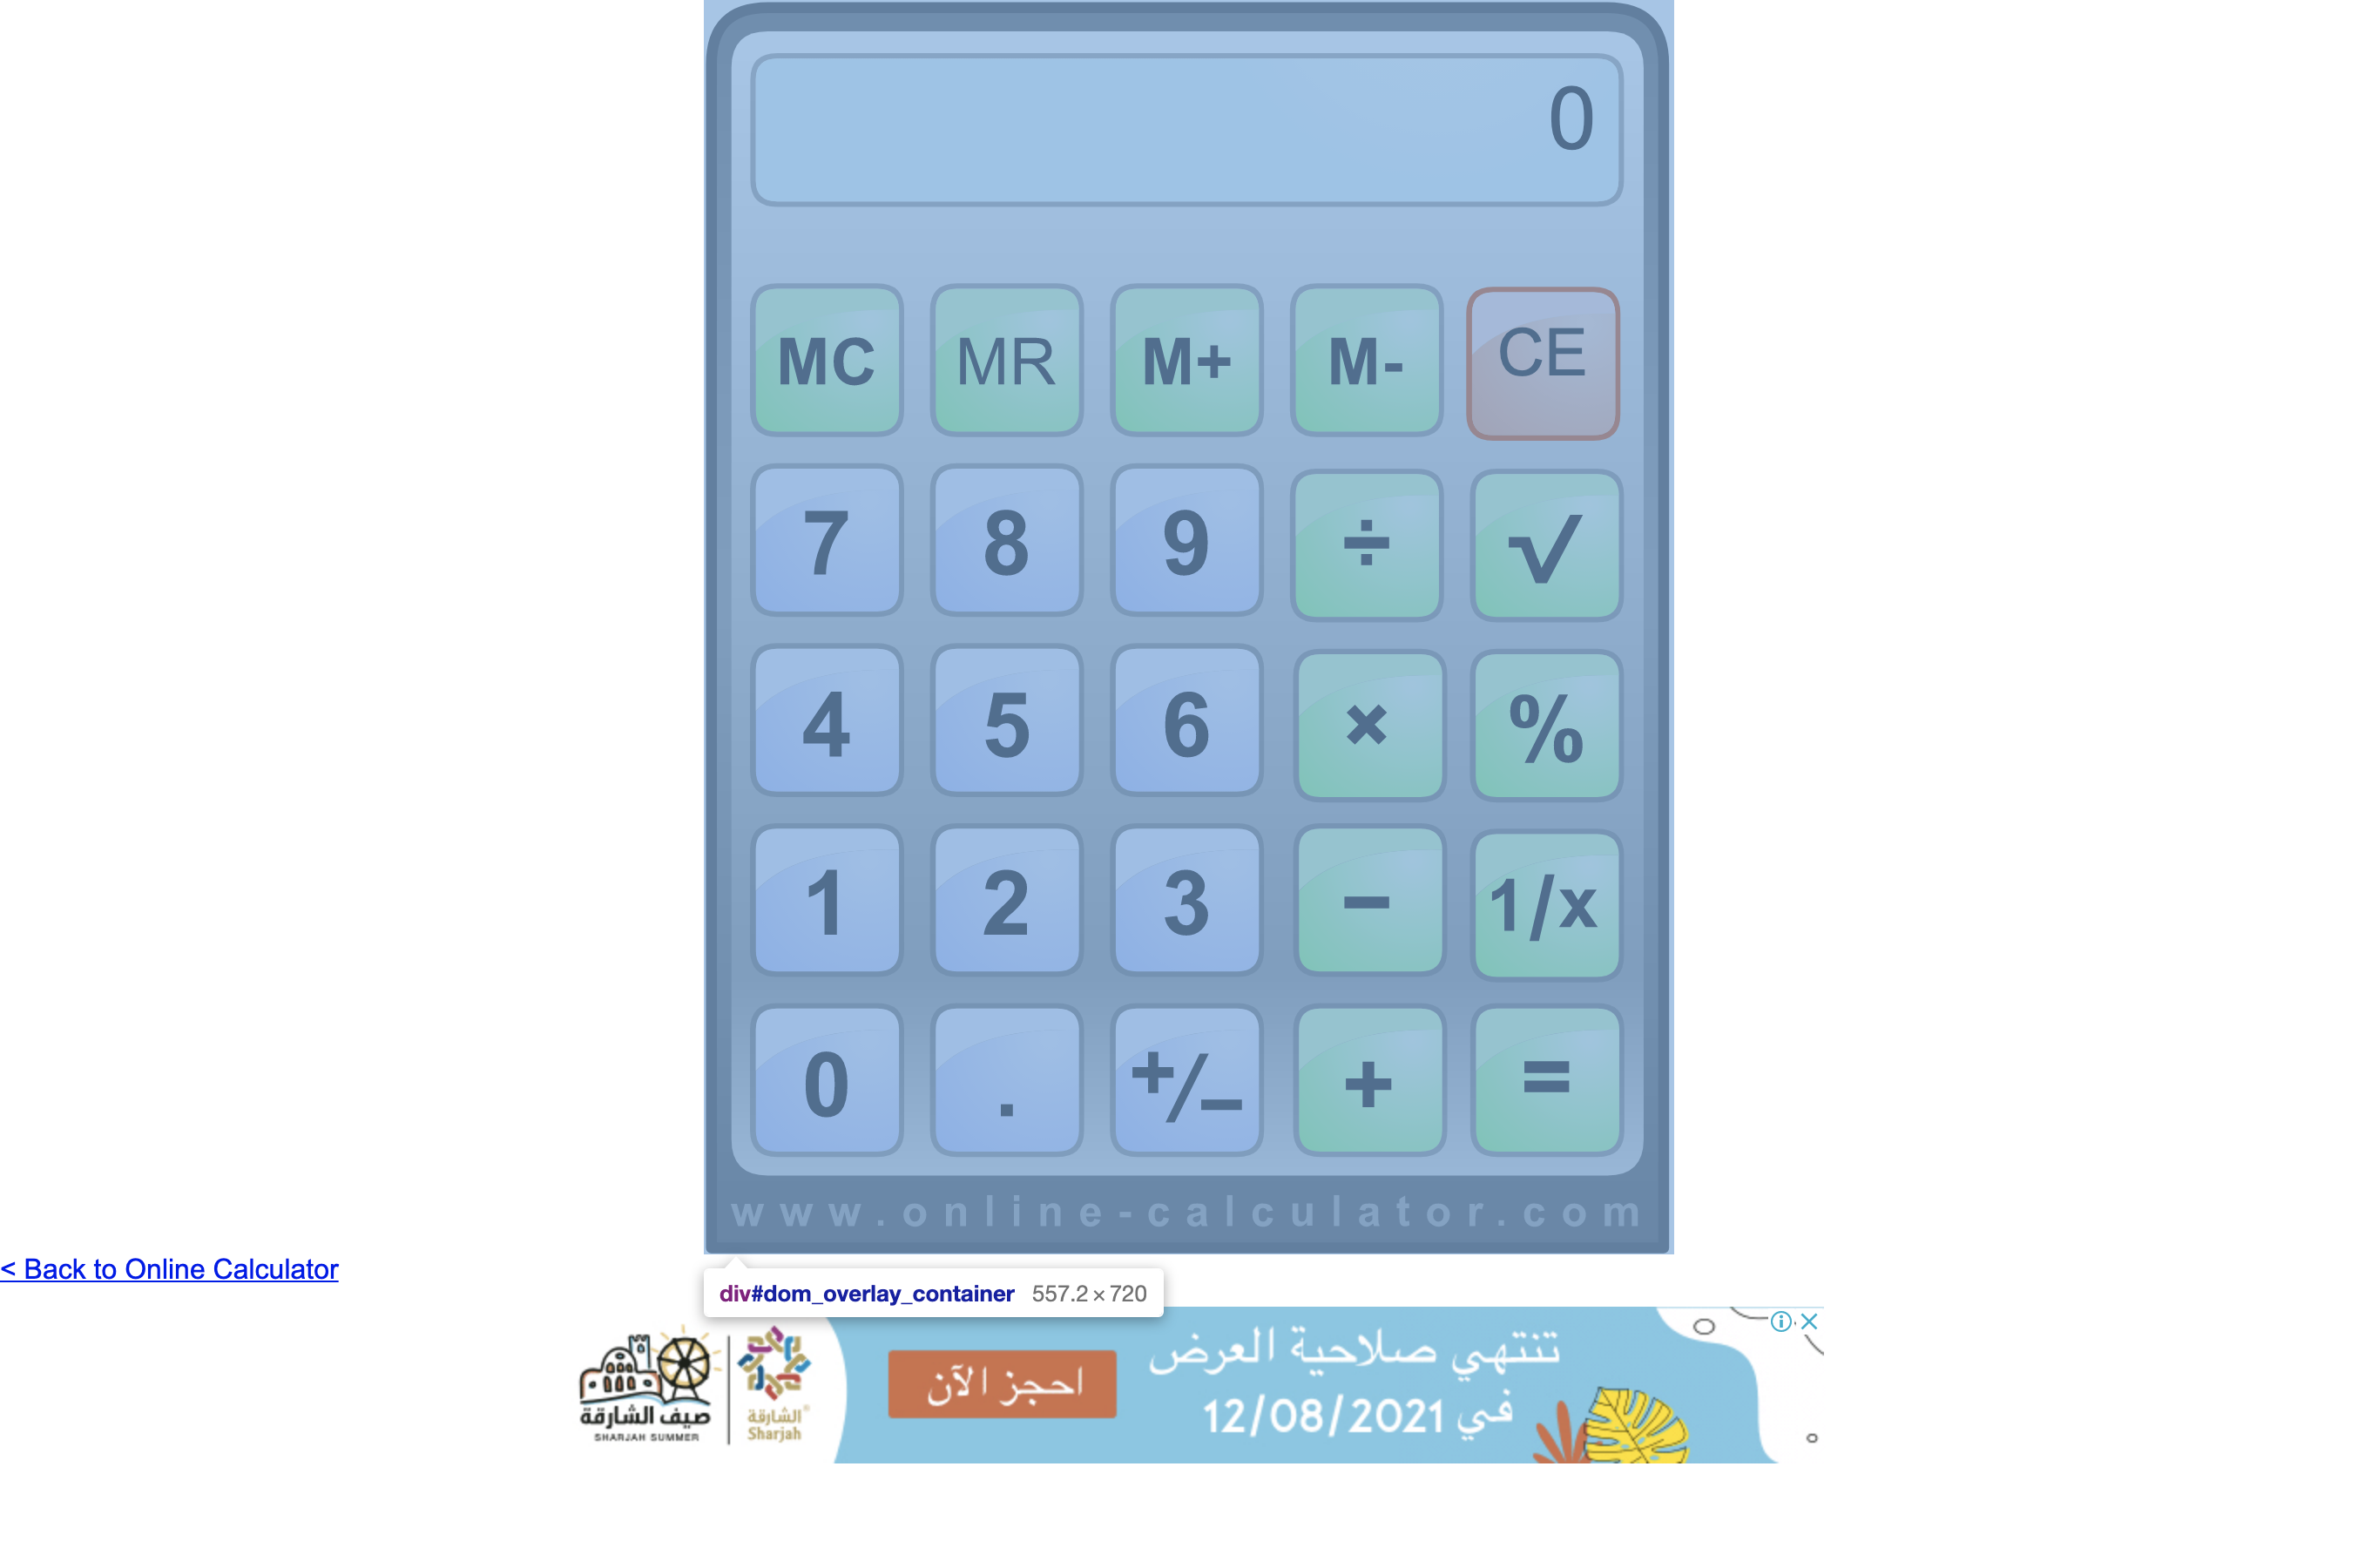 0
MC MR M+ M- CE
7 8 9 ÷ √
4 5 6 × %
1 2 3 − 1/x
0 . +/− + =
www.online-calculator.com
< Back to Online Calculator
div#dom_overlay_container 557.2 × 720
صيف الشارقة
SHARJAH SUMMER
الشارقة
Sharjah
احجز الآن
تنتهي صلاحية العرض
في 12/08/2021